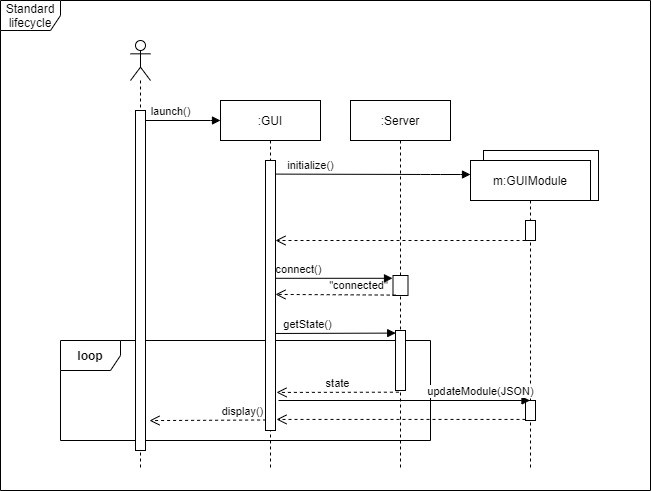 Standard
lifecycle
launch()
:GUI
:Server
initialize()
m:GUIModule
connect()
"connected"
getState()
loop
state
updateModule(JSON)
display()